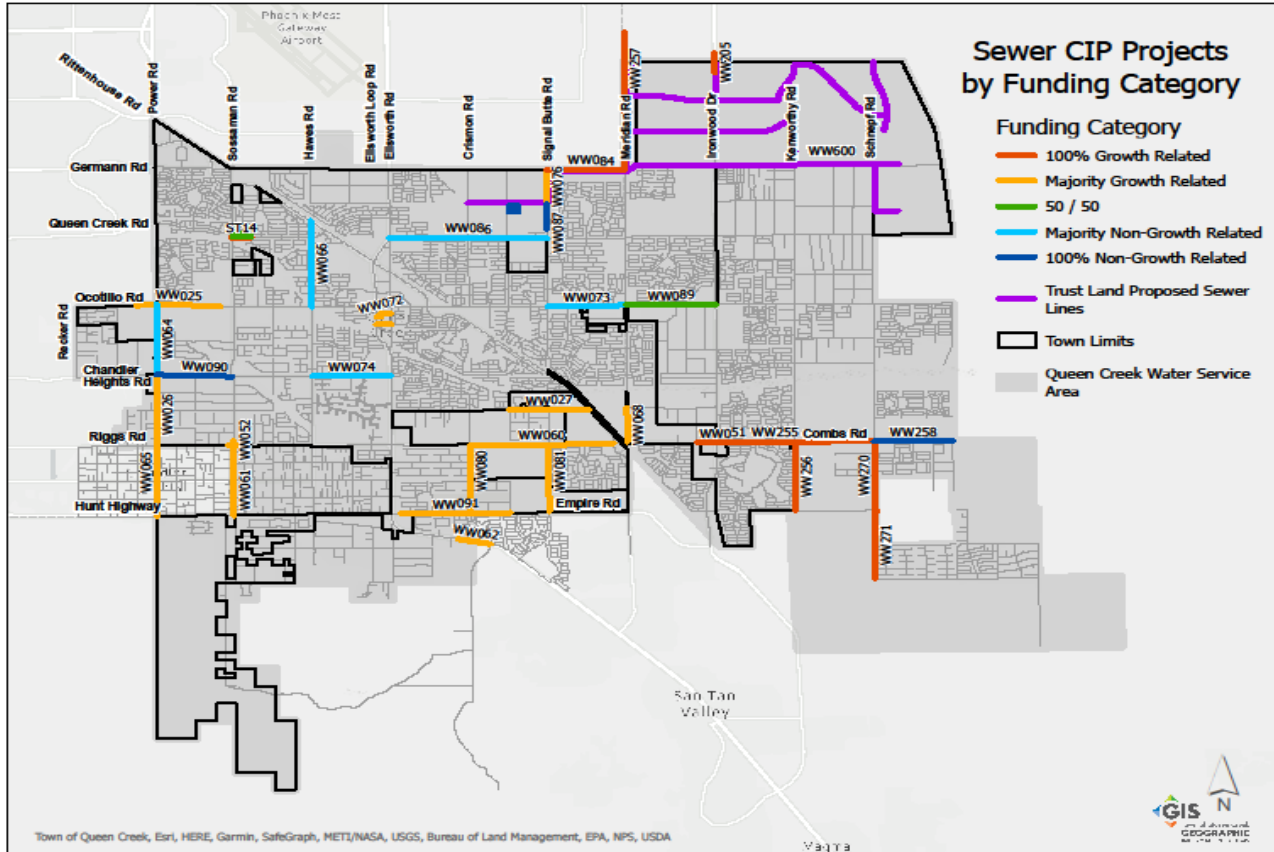 Phoenix-Mesa
Gateway
Airport
Sewer CIP Projects
by Funding Category
Funding Category
100% Growth Related
Majority Growth Related
50 / 50
Majority Non-Growth Related
100% Non-Growth Related
Trust Land Proposed Sewer
Lines
Town Limits
Queen Creek Water Service
Area
Rittenhouse Rd
Power Rd
Sossaman Rd
Hawes Rd
Ellsworth Loop Rd
Ellsworth Rd
Crismon Rd
Signal Butte Rd
Meridian Rd
Ironwood Dr
Kenworthy Rd
Schnepf Rd
WW257
WW205
Germann Rd
WW084
WW600
WW076
Queen Creek Rd
ST14
WW066
WW086
WW087
Ocotillo Rd
WW025
WW072
WW073
WW089
Recker Rd
WW064
Chandler
Heights Rd
WW090
WW074
WW026
WW027
WW068
Riggs Rd
WW052
WW060
WW051
WW255
Combs Rd
WW258
WW065
WW061
WW080
WW081
WW256
WW270
Hunt Highway
WW091
Empire Rd
WW062
WW271
San Tan
Valley
Magma
N
GIS
GEOGRAPHIC
Town of Queen Creek, Esri, HERE, Garmin, SafeGraph, METI/NASA, USGS, Bureau of Land Management, EPA, NPS, USDA